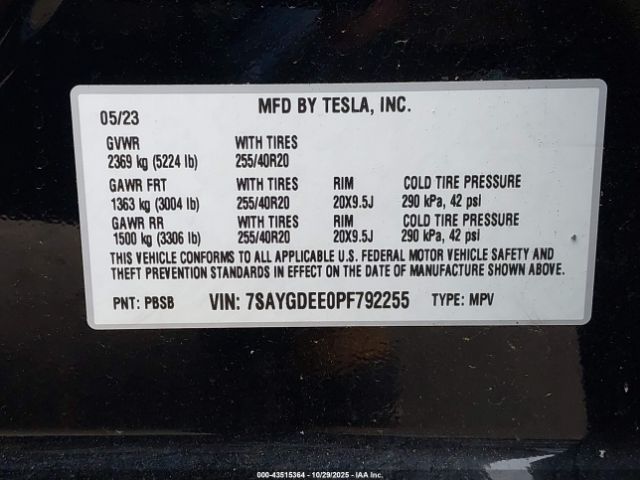 MFD BY TESLA, INC.
05/23
GVWR WITH TIRES
2369 kg (5224 lb) 255/40R20
GAWR FRT WITH TIRES RIM COLD TIRE PRESSURE
1363 kg (3004 lb) 255/40R20 20X9.5J 290 kPa, 42 psi
GAWR RR WITH TIRES RIM COLD TIRE PRESSURE
1500 kg (3306 lb) 255/40R20 20X9.5J 290 kPa, 42 psi
THIS VEHICLE CONFORMS TO ALL APPLICABLE U.S. FEDERAL MOTOR VEHICLE SAFETY AND
THEFT PREVENTION STANDARDS IN EFFECT ON THE DATE OF MANUFACTURE SHOWN ABOVE.
PNT: PBSB VIN: 7SAYGDEE0PF792255 TYPE: MPV
000-43515364 | 10/29/2025 | IAA Inc.